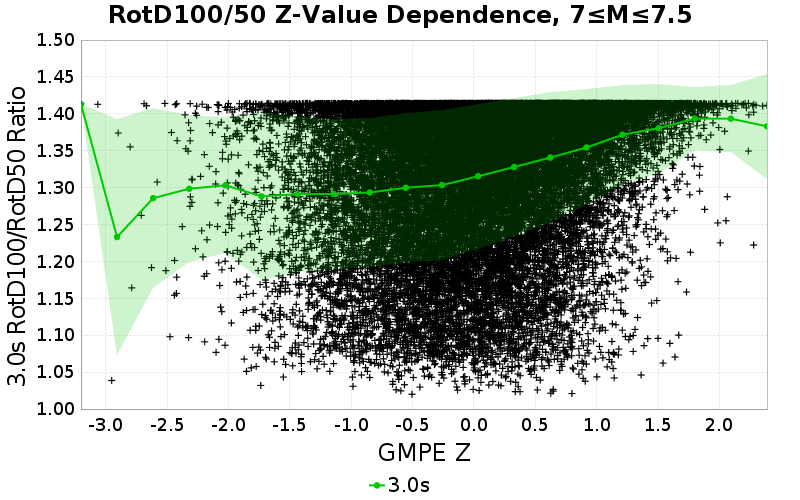 RotD100/50 Z-Value Dependence, 7≤M≤7.5
3.0s RotD100/RotD50 Ratio
1.50
1.45
1.40
1.35
1.30
1.25
1.20
1.15
1.10
1.05
1.00
-3.0 -2.5 -2.0 -1.5 -1.0 -0.5 0.0 0.5 1.0 1.5 2.0
GMPE Z
3.0s